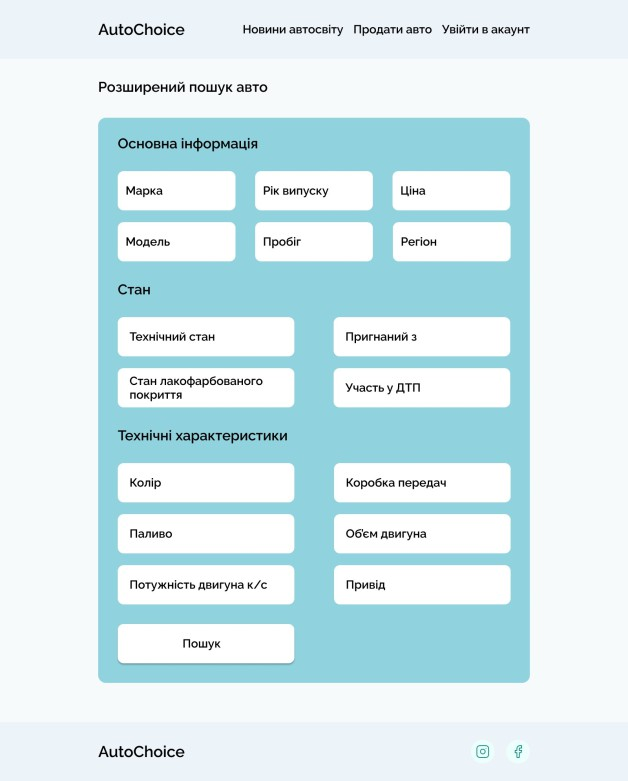 AutoChoice
Новини автосвіту
Продати авто
Увійти в акаунт
Розширений пошук авто
Основна інформація
Марка
Рік випуску
Ціна
Модель
Пробіг
Регіон
Стан
Технічний стан
Пригнаний з
Стан лакофарбованого
покриття
Участь у ДТП
Технічні характеристики
Колір
Коробка передач
Паливо
Об'єм двигуна
Потужність двигуна к/с
Привід
Пошук
AutoChoice